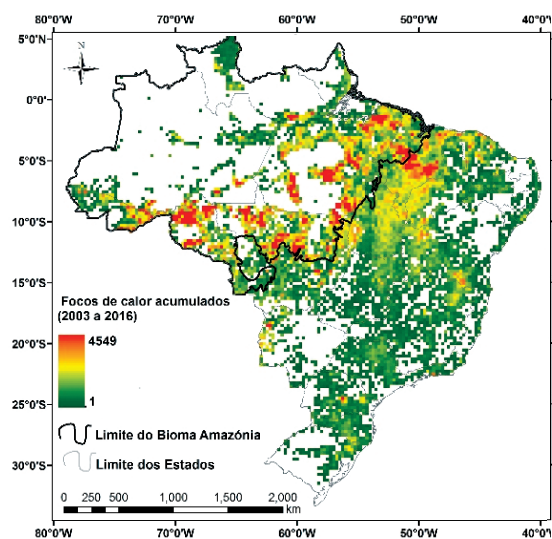 80°0'O 70°0'O 60°0'O 50°0'O 40°0'O
N
5°0'N
0°0'
5°0'S
10°0'S
15°0'S
20°0'S
25°0'S
30°0'S
Focos de calor acumulados
(2003 a 2016)
4549
1
Limite do Bioma Amazónia
Limite dos Estados
0 250 500 1,000 1,500 2,000
km
80°0'O 70°0'O 60°0'O 50°0'O 40°0'O